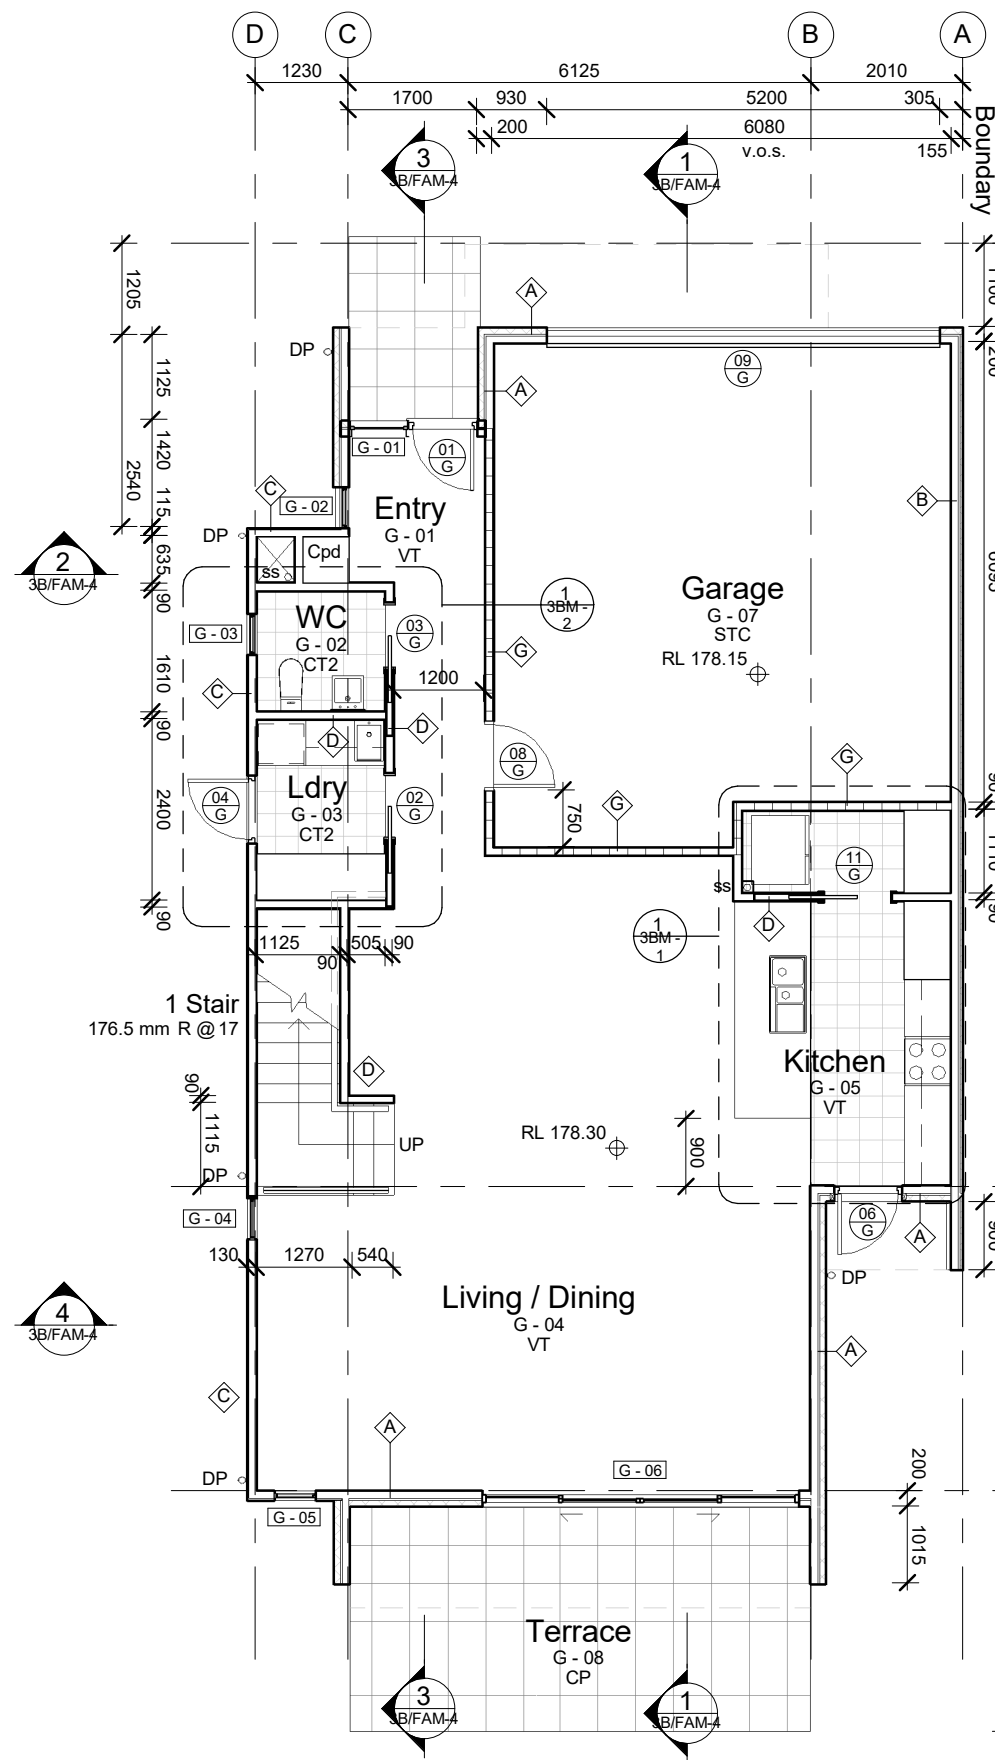 D
C
B
A
1230
6125
2010
1700
930
5200
305
200
6080
155
v.o.s.
Boundary
3
3B/FAM-4
1
3B/FAM-4
1205
A
DP
09
G
1125
A
G - 01
01
G
1420
2540
C
G - 02
Entry
G - 01
VT
B
115
DP
Cpd
ss
2
3B/FAM-4
635
90
Garage
G - 07
STC
RL 178.15
1
3BM -
2
WC
G - 02
CT2
G - 03
03
G
G
1610
C
1200
90
D
D
08
G
G
Ldry
G - 03
CT2
04
G
02
G
2400
750
G
11
G
ss
90
1125
505
90
90
1
3BM -
1
D
1 Stair
176.5 mm R @ 17
Kitchen
G - 05
VT
90
D
1115
UP
RL 178.30
900
DP
G - 04
06
G
A
130
1270
540
DP
Living / Dining
G - 04
VT
4
3B/FAM-4
A
C
A
DP
G - 06
200
G - 05
1015
Terrace
G - 08
CP
3
3B/FAM-4
1
3B/FAM-4